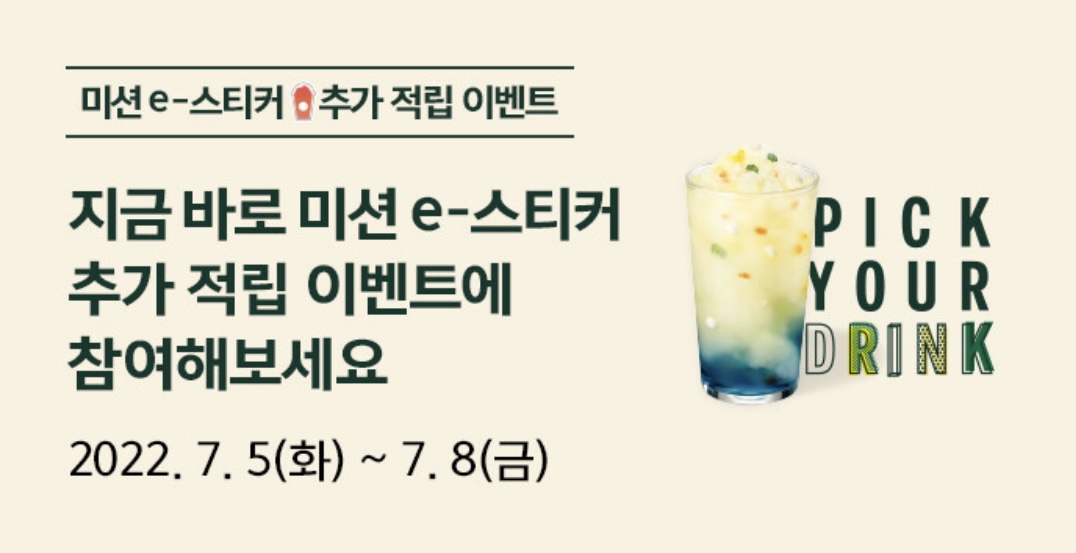 미션 e-스티커 추가 적립 이벤트
지금 바로 미션 e-스티커
추가 적립 이벤트에
참여해보세요
2022. 7. 5(화) ~ 7. 8(금)
PICK
YOUR
DRINK